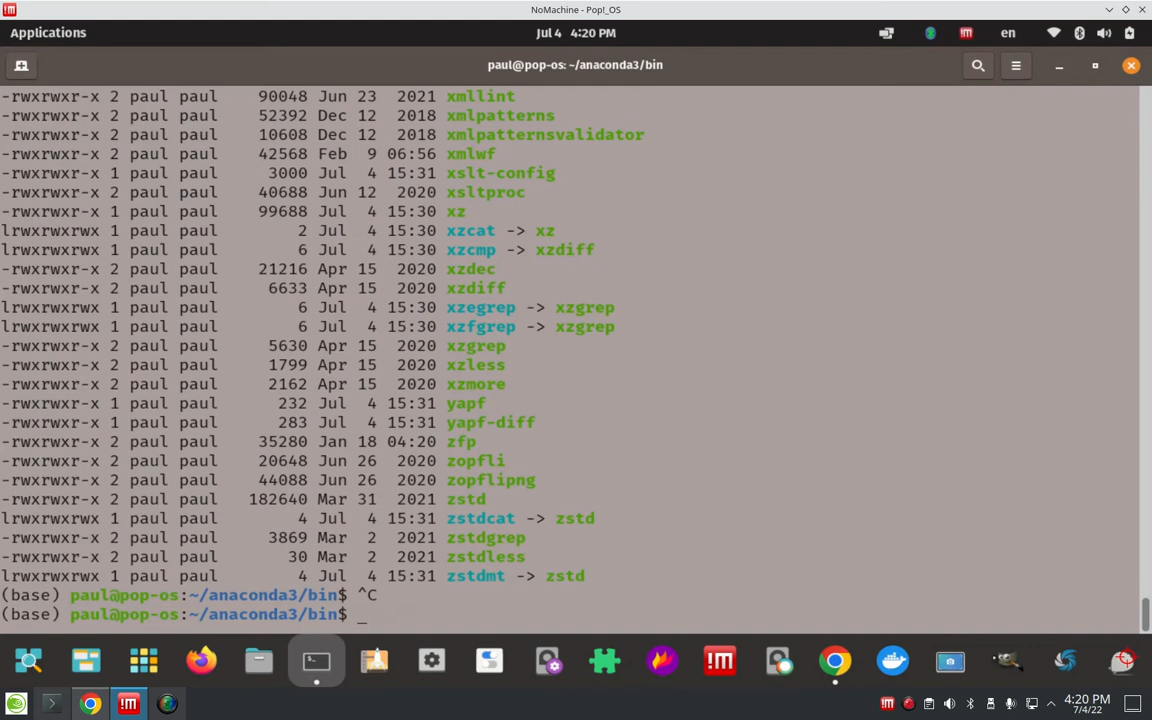 NoMachine - Pop!_OS
Applications
Jul 4 4:20 PM
en
paul@pop-os: ~/anaconda3/bin
-rwxrwxr-x 2 paul paul 90048 Jun 23 2021 xmllint
-rwxrwxr-x 2 paul paul 52392 Dec 12 2018 xmlpatterns
-rwxrwxr-x 2 paul paul 10608 Dec 12 2018 xmlpatternsvalidator
-rwxrwxr-x 2 paul paul 42568 Feb 9 06:56 xmlwf
-rwxrwxr-x 1 paul paul 3000 Jul 4 15:31 xslt-config
-rwxrwxr-x 2 paul paul 40688 Jun 12 2020 xsltproc
-rwxrwxr-x 1 paul paul 99688 Jul 4 15:30 xz
lrwxrwxrwx 1 paul paul 2 Jul 4 15:30 xzcat -> xz
lrwxrwxrwx 1 paul paul 6 Jul 4 15:30 xzcmp -> xzdiff
-rwxrwxr-x 2 paul paul 21216 Apr 15 2020 xzdec
-rwxrwxr-x 2 paul paul 6633 Apr 15 2020 xzdiff
lrwxrwxrwx 1 paul paul 6 Jul 4 15:30 xzegrep -> xzgrep
lrwxrwxrwx 1 paul paul 6 Jul 4 15:30 xzfgrep -> xzgrep
-rwxrwxr-x 2 paul paul 5630 Apr 15 2020 xzgrep
-rwxrwxr-x 2 paul paul 1799 Apr 15 2020 xzless
-rwxrwxr-x 2 paul paul 2162 Apr 15 2020 xzmore
-rwxrwxr-x 1 paul paul 232 Jul 4 15:31 yapf
-rwxrwxr-x 1 paul paul 283 Jul 4 15:31 yapf-diff
-rwxrwxr-x 2 paul paul 35280 Jan 18 04:20 zfp
-rwxrwxr-x 2 paul paul 20648 Jun 26 2020 zopfli
-rwxrwxr-x 2 paul paul 44088 Jun 26 2020 zopflipng
-rwxrwxr-x 2 paul paul 182640 Mar 31 2021 zstd
lrwxrwxrwx 1 paul paul 4 Jul 4 15:31 zstdcat -> zstd
-rwxrwxr-x 2 paul paul 3869 Mar 2 2021 zstdgrep
-rwxrwxr-x 2 paul paul 30 Mar 2 2021 zstdless
lrwxrwxrwx 1 paul paul 4 Jul 4 15:31 zstdmt -> zstd
(base) paul@pop-os:~/anaconda3/bin$ ^C
(base) paul@pop-os:~/anaconda3/bin$ _
4:20 PM
7/4/22